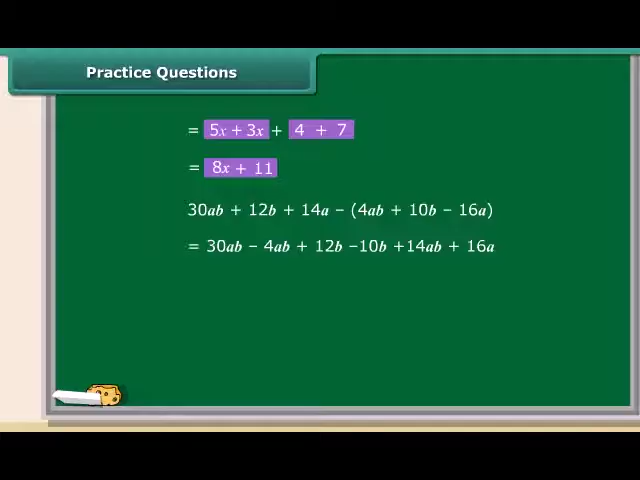 Practice Questions
= 5x + 3x + 4 + 7
= 8x + 11
30ab + 12b + 14a – (4ab + 10b – 16a)
= 30ab – 4ab + 12b –10b +14ab + 16a